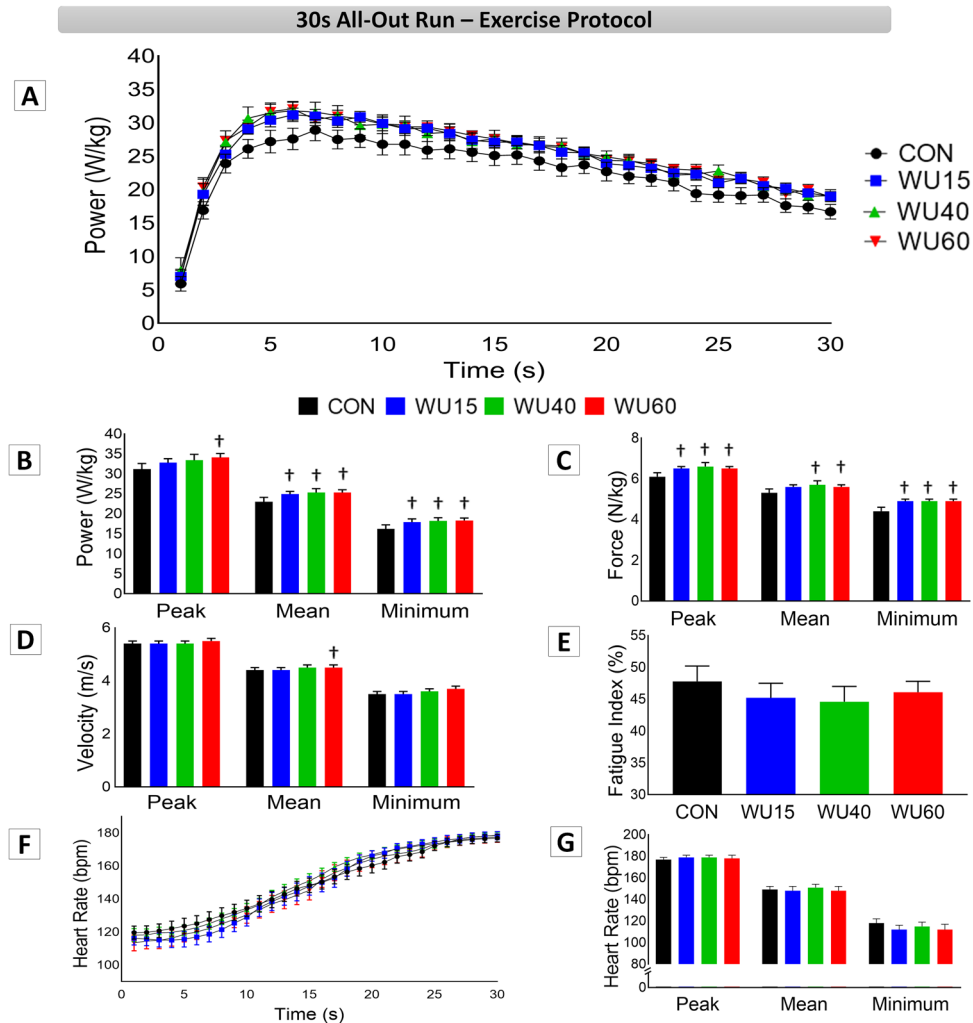 30s All-Out Run – Exercise Protocol
A
Power (W/kg)
40
35
30
25
20
15
10
5
0
0 5 10 15 20 25 30
Time (s)
CON
WU15
WU40
WU60
CON WU15 WU40 WU60
B
Power (W/kg)
40
35
30
25
20
15
10
5
0
† † † † † † †
Peak Mean Minimum
C
Force (N/kg)
8
6
4
2
0
† † † † † † † †
Peak Mean Minimum
D
Velocity (m/s)
6
4
2
0
†
Peak Mean Minimum
E
Fatigue Index (%)
55
50
45
40
35
30
CON WU15 WU40 WU60
F
Heart Rate (bpm)
180
160
140
120
100
0 5 10 15 20 25 30
Time (s)
G
Heart Rate (bpm)
200
180
160
140
120
100
80
0
Peak Mean Minimum